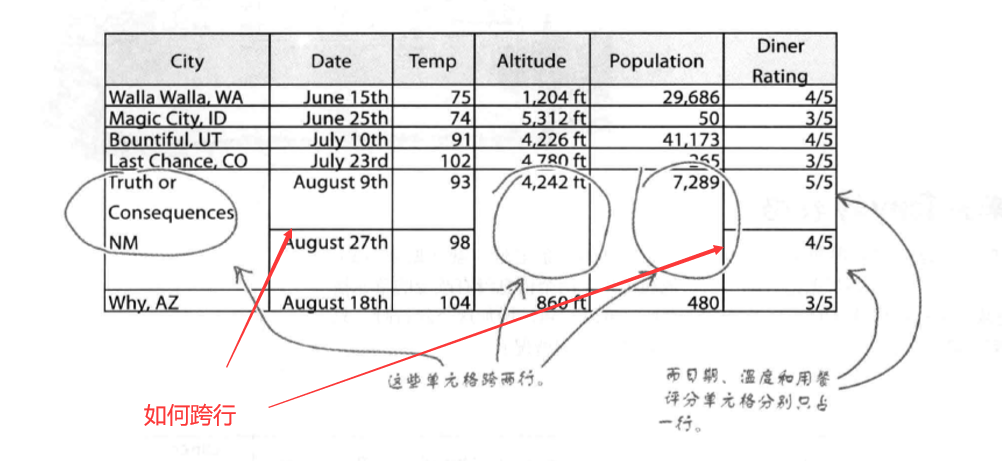 City Date Temp Altitude Population Diner Rating
Walla Walla, WA June 15th 75 1,204 ft 29,686 4/5
Magic City, ID June 25th 74 5,312 ft 50 3/5
Bountiful, UT July 10th 91 4,226 ft 41,173 4/5
Last Chance, CO July 23rd 102 4,780 ft 265 3/5
Truth or August 9th 93 4,242 ft 7,289 5/5
Consequences
NM August 27th 98 4/5
Why, AZ August 18th 104 860 ft 480 3/5
这些单元格跨两行。
而日期、温度和用餐
评分单元格分别只占
一行。
如何跨行